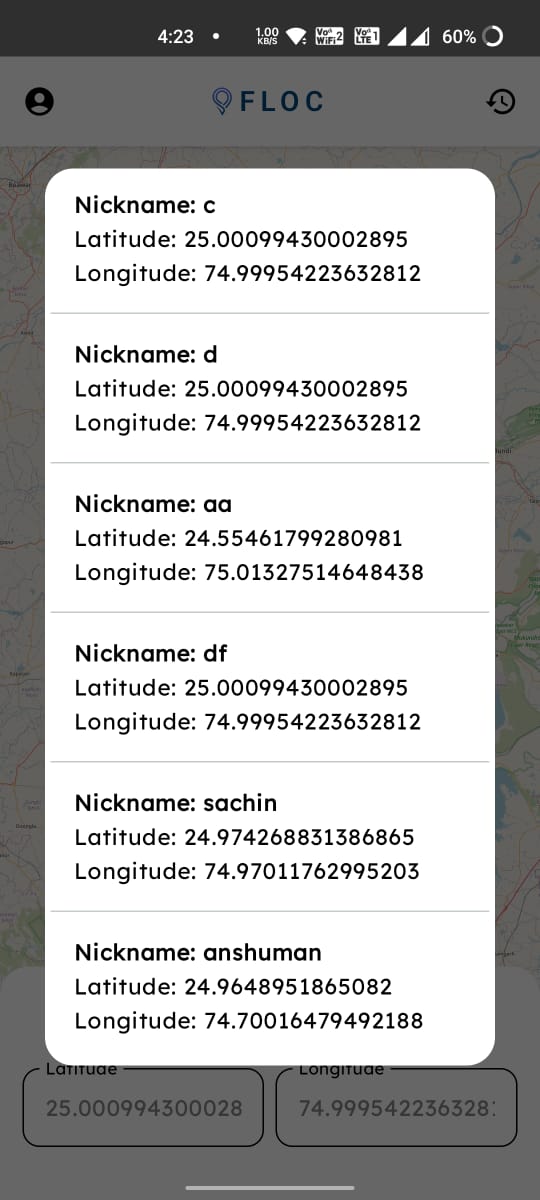 4:23 • 1.00 KB/S Vo WiFi 2 Vo LTE 1 60%
FLOC
Nickname: c
Latitude: 25.00099430002895
Longitude: 74.99954223632812
Nickname: d
Latitude: 25.00099430002895
Longitude: 74.99954223632812
Nickname: aa
Latitude: 24.55461799280981
Longitude: 75.01327514648438
Nickname: df
Latitude: 25.00099430002895
Longitude: 74.99954223632812
Nickname: sachin
Latitude: 24.974268831386865
Longitude: 74.97011762995203
Nickname: anshuman
Latitude: 24.9648951865082
Longitude: 74.70016479492188
Latitude Longitude
25.000994300028 74.99954223632